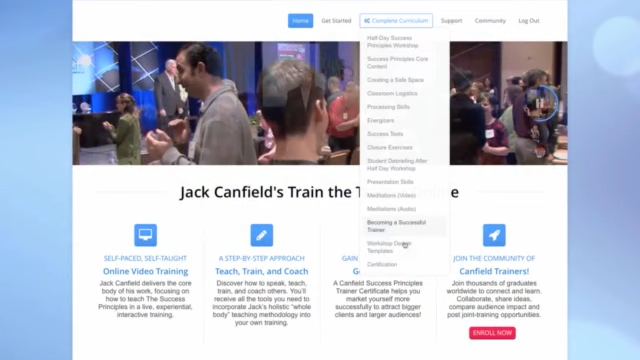 Home Get Started Complete Curriculum Support Community Log Out
Half Day Success
Principles Workshop
Success Principles Core
Content
Creating a Safe Space
Classroom Logistics
Processing Skills
Energizers
Success Tools
Closure Exercises
Student Debriefing After
Half Day Workshop
Presentation Skills
Meditations (Video)
Meditations (Audio)
Becoming a Successful
Trainer
Workshop Design
Templates
Certification
Jack Canfield's Train the
SELF-PACED, SELF-TAUGHT
Online Video Training
Jack Canfield delivers the core
body of his work, focusing on
how to teach The Success
Principles in a live, experiential,
interactive training.
A STEP-BY-STEP APPROACH
Teach, Train, and Coach
Discover how to speak, teach,
train, and coach others. You'll
receive all the tools you need to
incorporate Jack's holistic "whole
body" teaching methodology into
your own training.
GAIN
A Canfield Success Principles
Trainer Certificate helps you
market yourself more
successfully to attract bigger
clients and larger audiences!
JOIN THE COMMUNITY OF
Canfield Trainers!
Join thousands of graduates
worldwide to connect and learn.
Collaborate, share ideas,
compare audience impact and
post joint-training opportunities.
ENROLL NOW